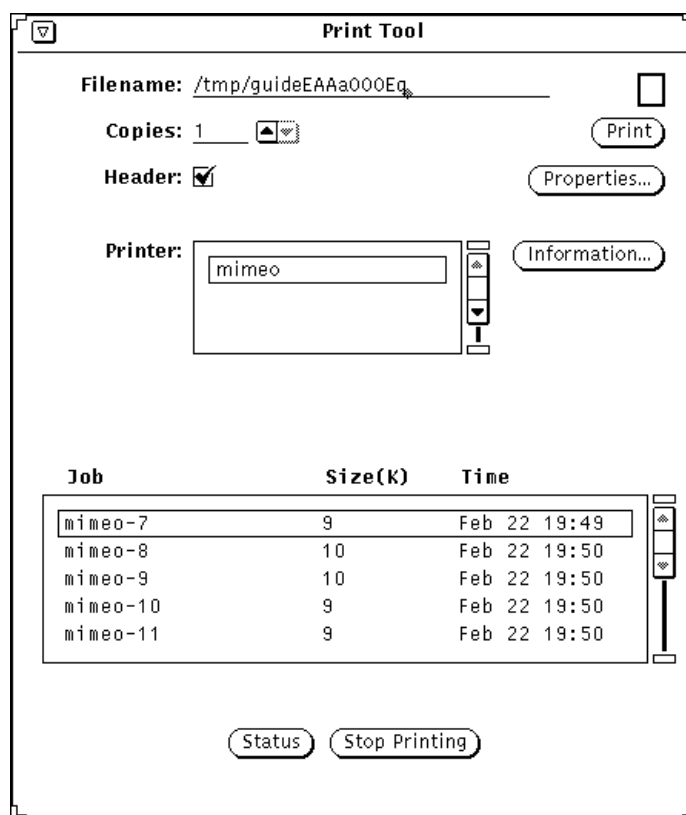 Print Tool
Filename: /tmp/guideEAAa000Eq
Copies: 1
Print
Header:
Properties...
Printer:
mimeo
Information...
Job Size(K) Time
mimeo-7 9 Feb 22 19:49
mimeo-8 10 Feb 22 19:50
mimeo-9 10 Feb 22 19:50
mimeo-10 9 Feb 22 19:50
mimeo-11 9 Feb 22 19:50
Status Stop Printing